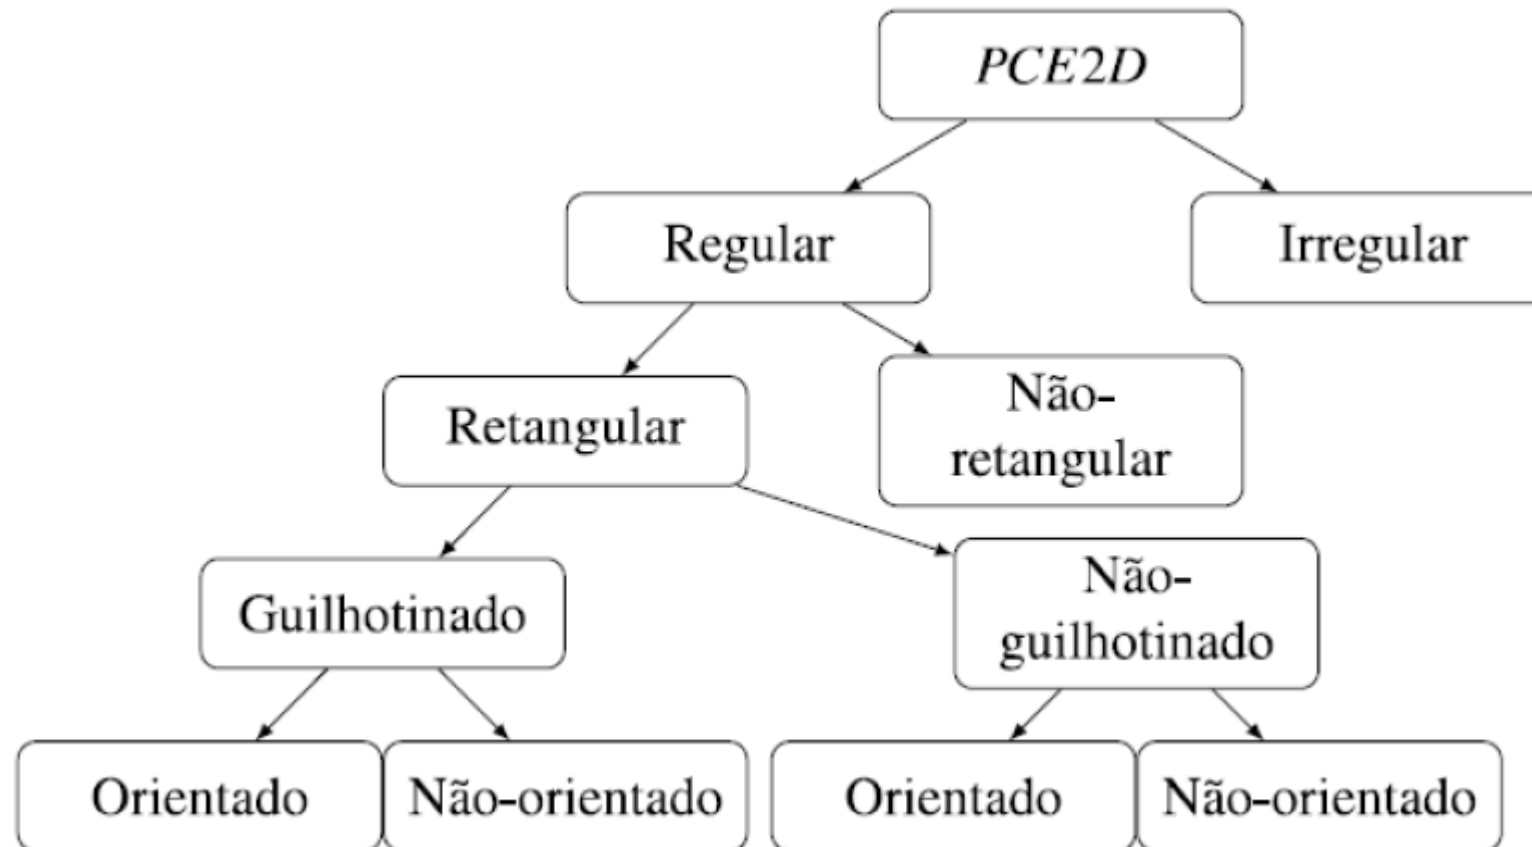 PCE2D
Regular
Irregular
Retangular
Não-
retangular
Guilhotinado
Não-
guilhotinado
Orientado
Não-orientado
Orientado
Não-orientado